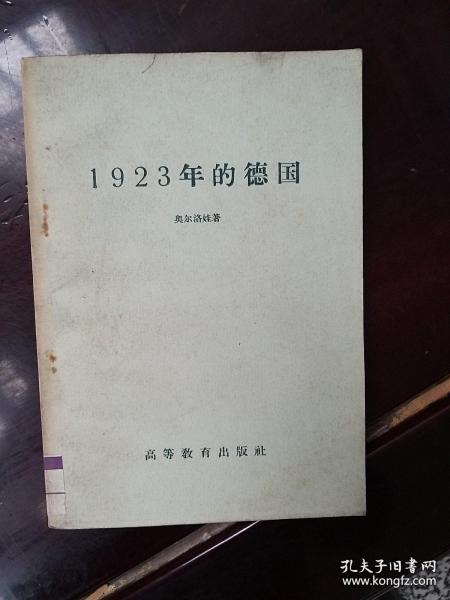 1923年的德国
奥尔洛娃著
高等教育出版社
孔夫子旧书网
www.kongfz.com